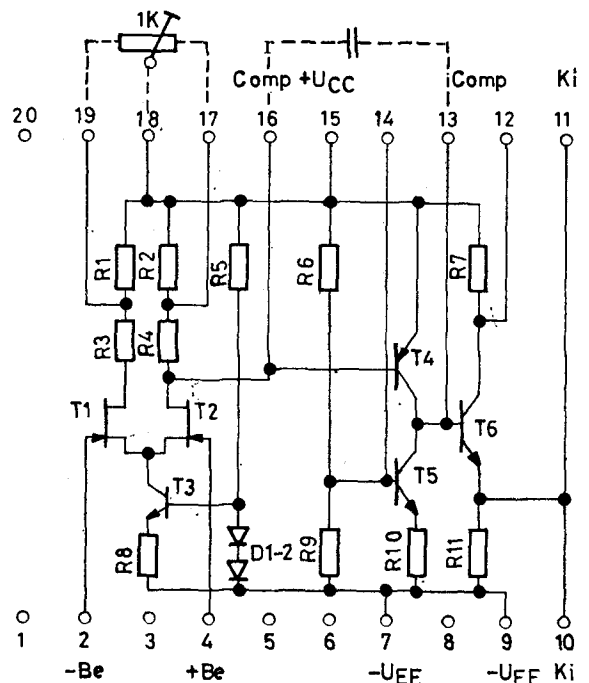 1K
Comp +UCC Comp Ki
20 19 18 17 16 15 14 13 12 11
R1 R2 R5 R6 R7
R3 R4
T4
T1 T2 T6
T3 T5
R8 D1-2 R9 R10 R11
1 2 3 4 5 6 7 8 9 10
-Be +Be -UEE -UEE Ki